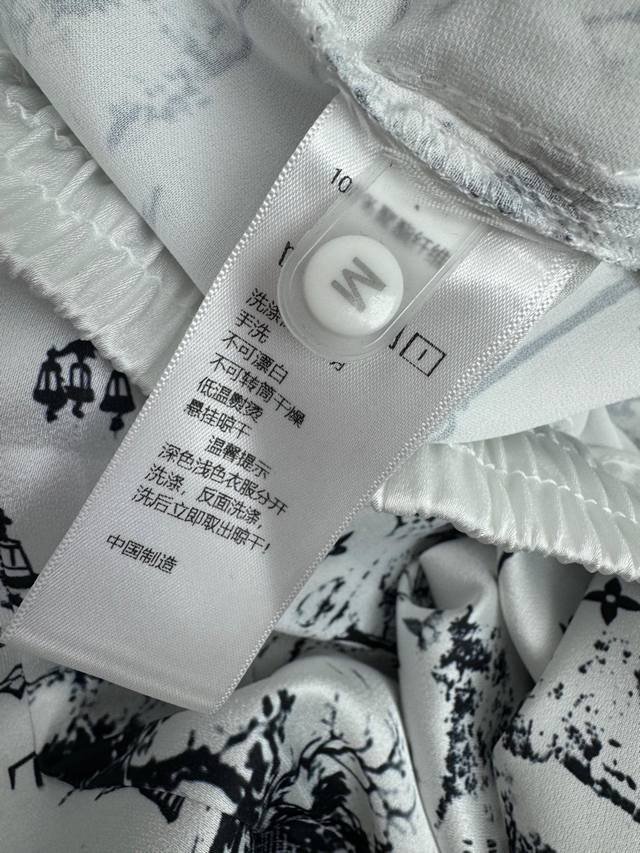 10
M
洗涤
手洗
不可漂白
不可转筒干燥
低温熨烫
悬挂晾干
温馨提示
深色浅色衣服分开
洗涤，反面洗涤，
洗后立即取出晾干！
中国制造